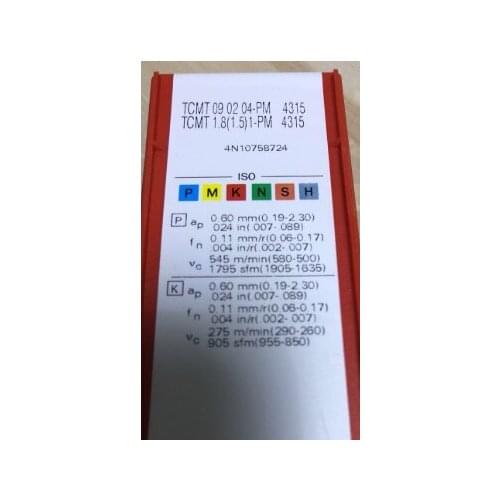 TCMT 09 02 04-PM 4315
TCMT 1.8(1.5)1-PM 4315
4N10758724
ISO
P M K N S H
P ap 0.60 mm(0.19-2.30)
.024 in(.007-.089)
fn 0.11 mm/r(0.06-0.17)
.004 in/r(.002-.007)
vc 545 m/min(580-500)
1795 sfm(1905-1635)
K ap 0.60 mm(0.19-2.30)
.024 in(.007-.089)
fn 0.11 mm/r(0.06-0.17)
.004 in/r(.002-.007)
vc 275 m/min(290-260)
905 sfm(955-850)